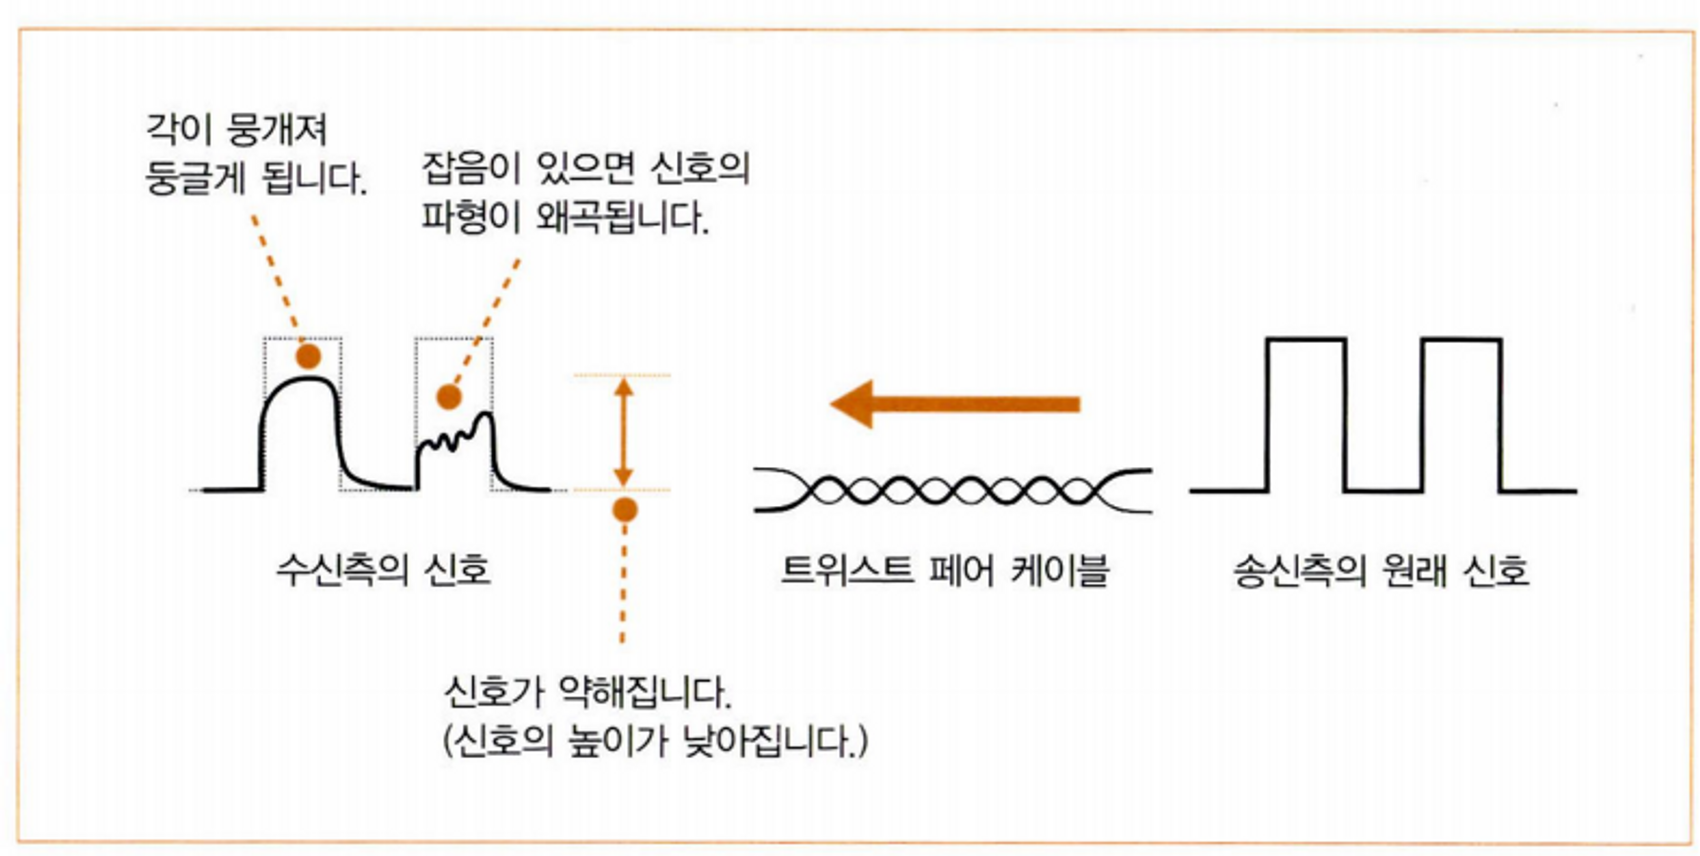 각이 뭉개져
둥글게 됩니다.
잡음이 있으면 신호의
파형이 왜곡됩니다.
수신측의 신호
트위스트 페어 케이블
송신측의 원래 신호
신호가 약해집니다.
(신호의 높이가 낮아집니다.)